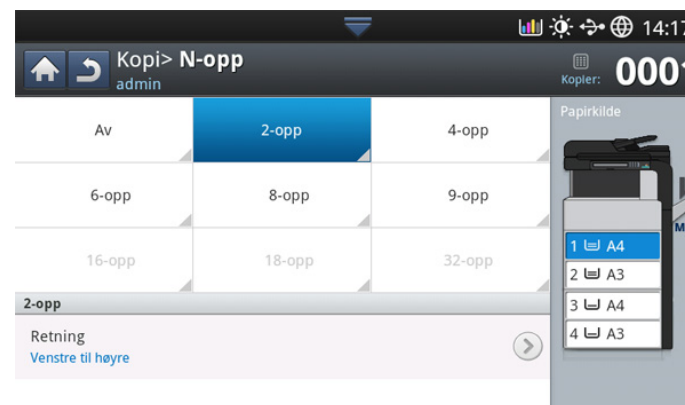 14:17
Kopi> N-opp
admin
Kopier: 0001
Av 2-opp 4-opp
6-opp 8-opp 9-opp
16-opp 18-opp 32-opp
2-opp
Retning
Venstre til høyre
Papirkilde
1 A4
2 A3
3 A4
4 A3